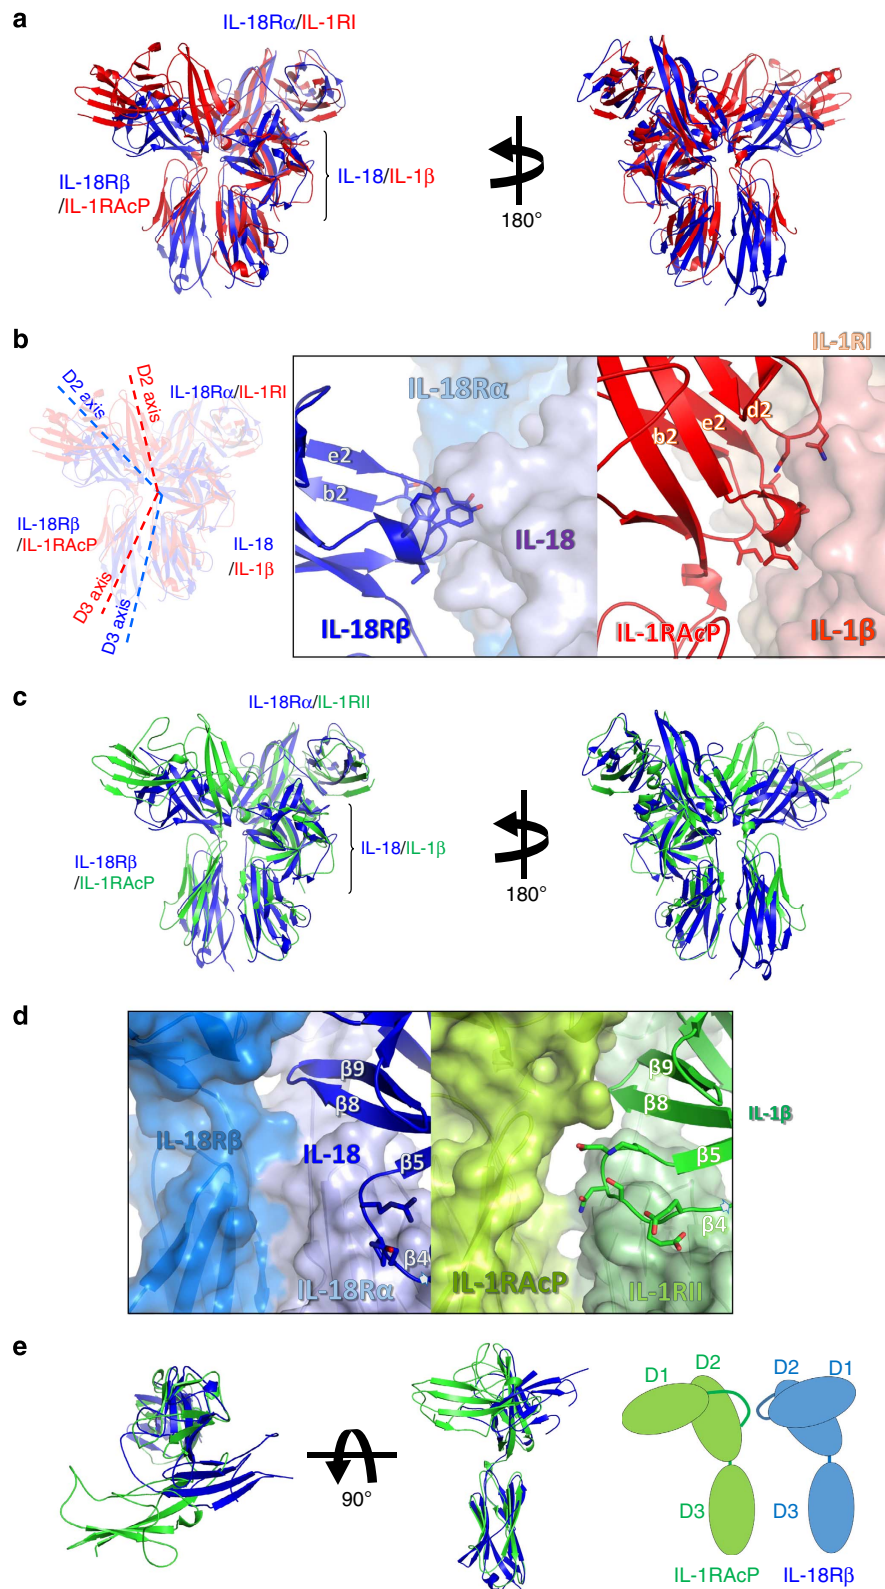 a
IL-18Rα/IL-1RI
IL-18Rβ
/IL-1RAcP
IL-18/IL-1β
180°
b
D2 axis
D2 axis
IL-18Rα/IL-1RI
IL-18Rβ
/IL-1RAcP
IL-18
/IL-1β
D3 axis
D3 axis
IL-18Rα
e2
b2
IL-18
IL-18Rβ
IL-1RI
b2
e2
d2
IL-1RAcP
IL-1β
c
IL-18Rα/IL-1RII
IL-18Rβ
/IL-1RAcP
IL-18/IL-1β
180°
d
β9
β8
IL-18Rβ
IL-18
β5
β4
IL-18Rα
β9
β8
IL-1β
β5
β4
IL-1RAcP
IL-1RII
e
90°
D1
D2
D2
D1
D3
D3
IL-1RAcP
IL-18Rβ